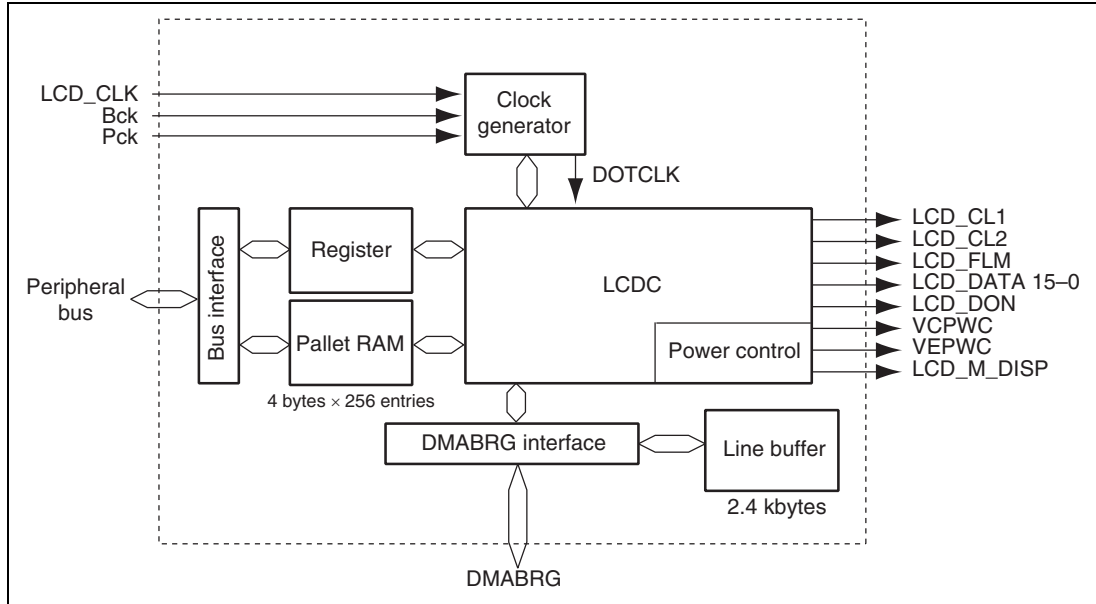 LCD_CLK
Bck
Pck
Clock
generator
DOTCLK
Peripheral
bus
Bus interface
Register
Pallet RAM
4 bytes × 256 entries
LCDC
Power control
LCD_CL1
LCD_CL2
LCD_FLM
LCD_DATA 15–0
LCD_DON
VCPWC
VEPWC
LCD_M_DISP
DMABRG interface
Line buffer
2.4 kbytes
DMABRG